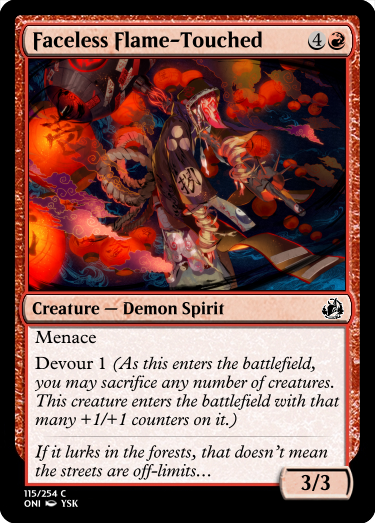 Faceless Flame-Touched 4
Creature — Demon Spirit
Menace
Devour 1 (As this enters the battlefield,
you may sacrifice any number of creatures.
This creature enters the battlefield with that
many +1/+1 counters on it.)
If it lurks in the forests, that doesn't mean
the streets are off-limits…
3/3
115/254 C
ONI YSK